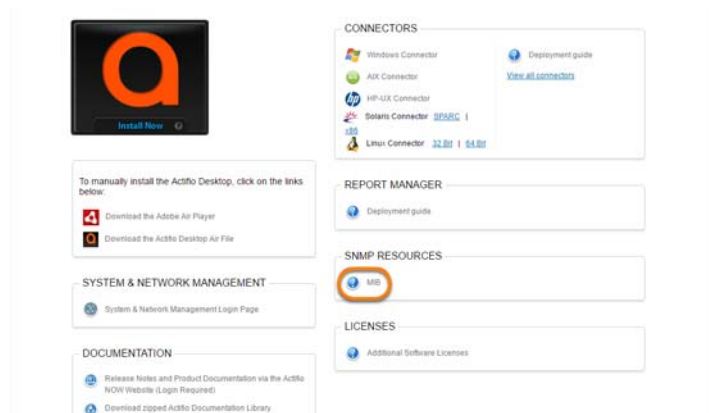 Install Now
To manually install the Actifio Desktop, click on the links
below:
Download the Adobe Air Player
Download the Actifio Desktop Air File
SYSTEM & NETWORK MANAGEMENT
System & Network Management Login Page
DOCUMENTATION
Release Notes and Product Documentation via the Actifio
NOW Website (Login Required)
Download zipped Actifio Documentation Library
CONNECTORS
Windows Connector
AIX Connector
HP-UX Connector
Solaris Connector SPARC |
x86
Linux Connector 32 Bit | 64 Bit
Deployment guide
View all connectors
REPORT MANAGER
Deployment guide
SNMP RESOURCES
MIB
LICENSES
Additional Software Licenses